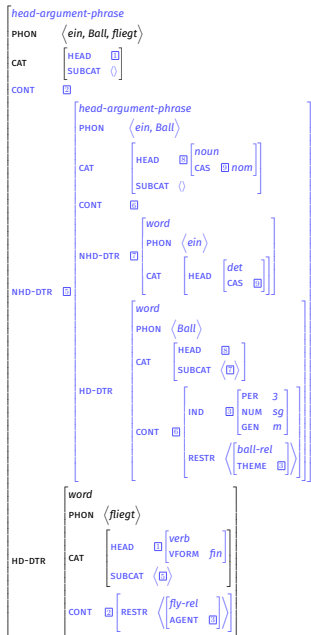 head-argument-phrase
PHON ⟨ein, Ball, fliegt⟩
CAT HEAD 1
SUBCAT ⟨⟩
CONT 2
head-argument-phrase
PHON ⟨ein, Ball⟩
noun
CAT HEAD 8 CAS 9 nom
SUBCAT ⟨⟩
CONT 6
word
PHON ⟨ein⟩
NHD-DTR 7
det
CAT HEAD CAS 9
NHD-DTR 5
word
PHON ⟨Ball⟩
HEAD 8
CAT
SUBCAT ⟨7⟩
HD-DTR
PER 3
IND 3 NUM sg
GEN m
CONT 6
ball-rel
RESTR ⟨THEME 3⟩
word
PHON ⟨fliegt⟩
verb
HEAD 1 VFORM fin
HD-DTR CAT
SUBCAT ⟨5⟩
fly-rel
CONT 2 RESTR ⟨AGENT 3⟩